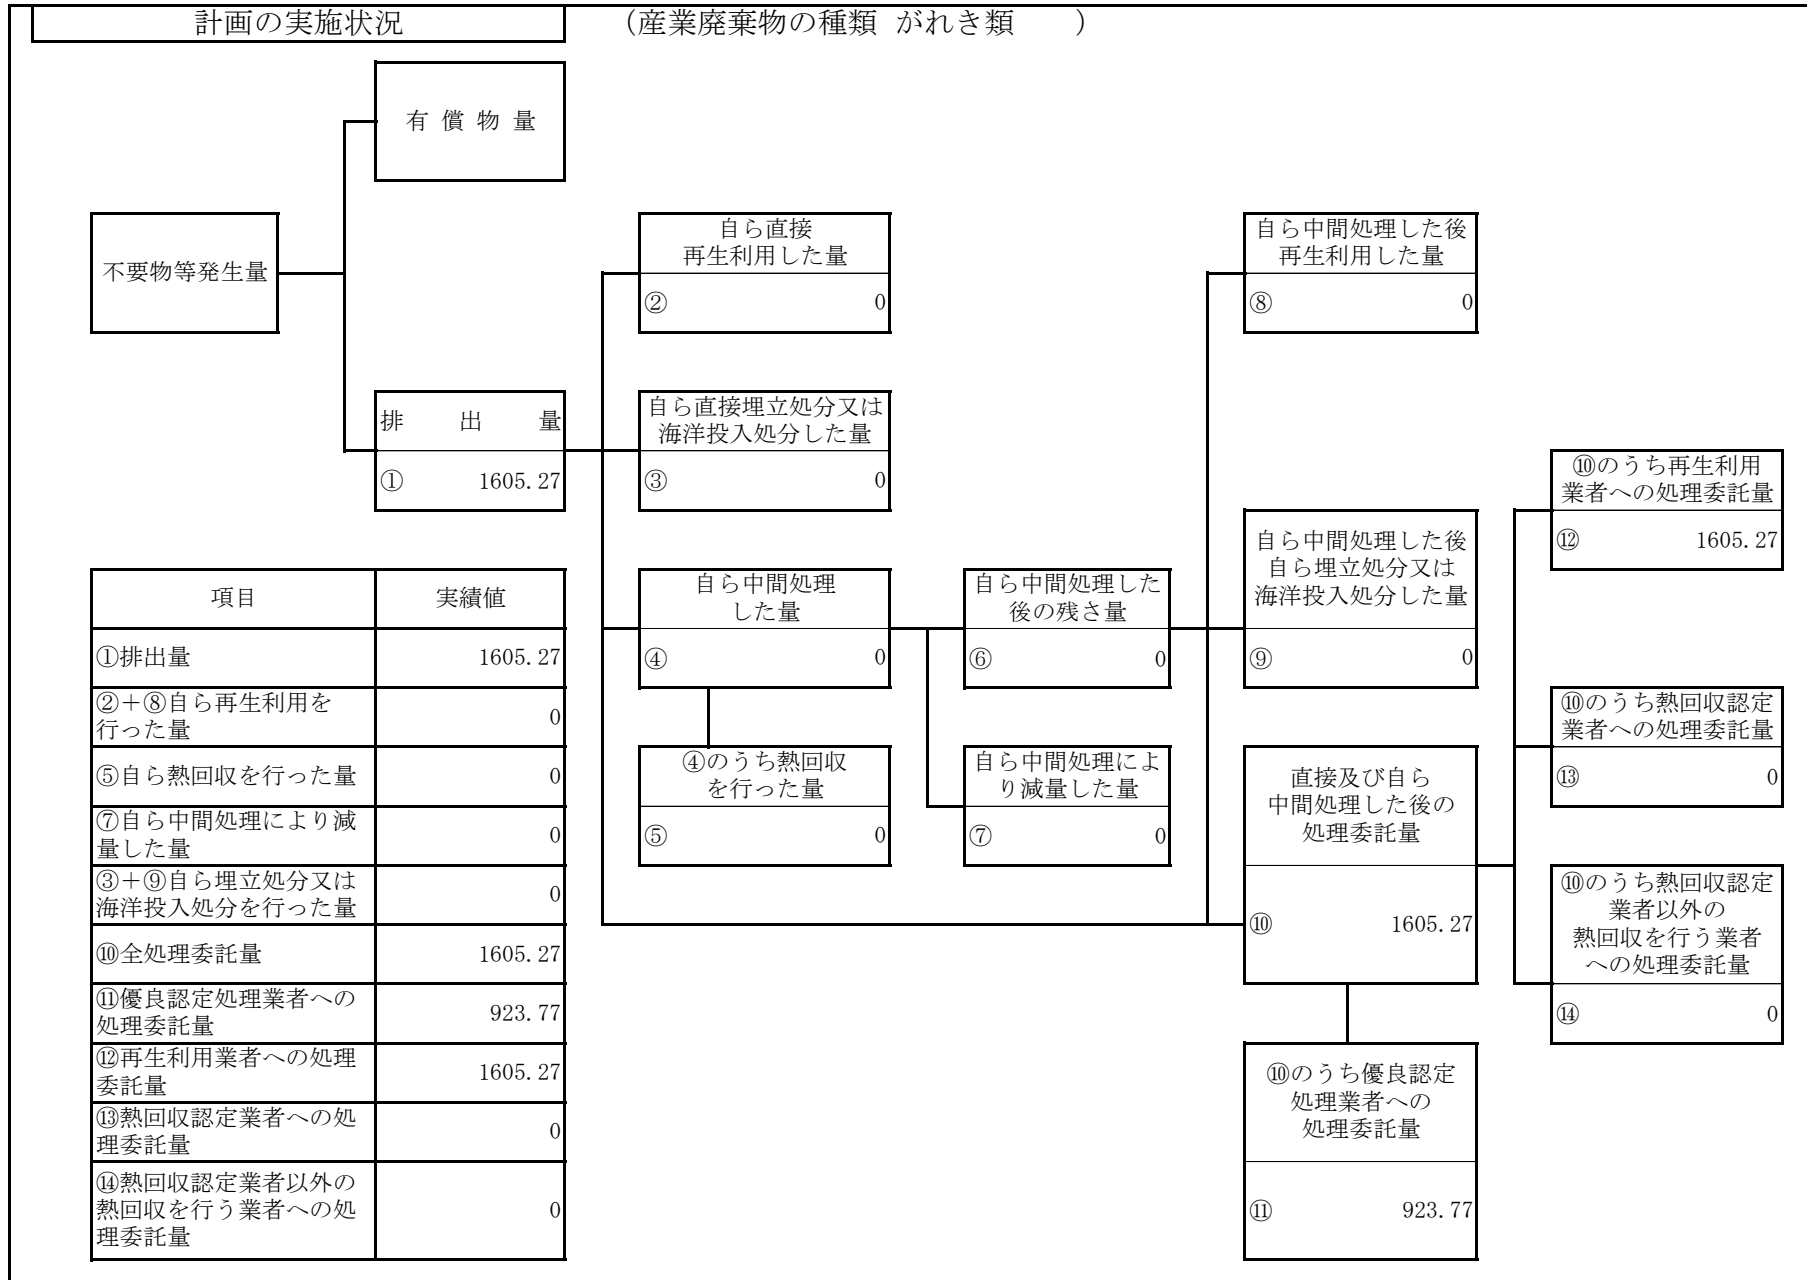 計画の実施状況
（産業廃棄物の種類 がれき類　　）
有 償 物 量
不要物等発生量
自ら直接
再生利用した量
② 0
自ら中間処理した後
再生利用した量
⑧ 0
排 出 量
① 1605.27
自ら直接埋立処分又は
海洋投入処分した量
③ 0
⑩のうち再生利用
業者への処理委託量
⑫ 1605.27
自ら中間処理した後
自ら埋立処分又は
海洋投入処分した量
⑨ 0
自ら中間処理
した量
④ 0
自ら中間処理した
後の残さ量
⑥ 0
④のうち熱回収
を行った量
⑤ 0
自ら中間処理によ
り減量した量
⑦ 0
直接及び自ら
中間処理した後の
処理委託量
⑩ 1605.27
⑩のうち熱回収認定
業者への処理委託量
⑬ 0
⑩のうち熱回収認定
業者以外の
熱回収を行う業者
への処理委託量
⑭ 0
⑩のうち優良認定
処理業者への
処理委託量
⑪ 923.77
項目 実績値
①排出量 1605.27
②＋⑧自ら再生利用を
行った量 0
⑤自ら熱回収を行った量 0
⑦自ら中間処理により減
量した量 0
③＋⑨自ら埋立処分又は
海洋投入処分を行った量 0
⑩全処理委託量 1605.27
⑪優良認定処理業者への
処理委託量 923.77
⑫再生利用業者への処理
委託量 1605.27
⑬熱回収認定業者への処
理委託量 0
⑭熱回収認定業者以外の
熱回収を行う業者への処
理委託量 0